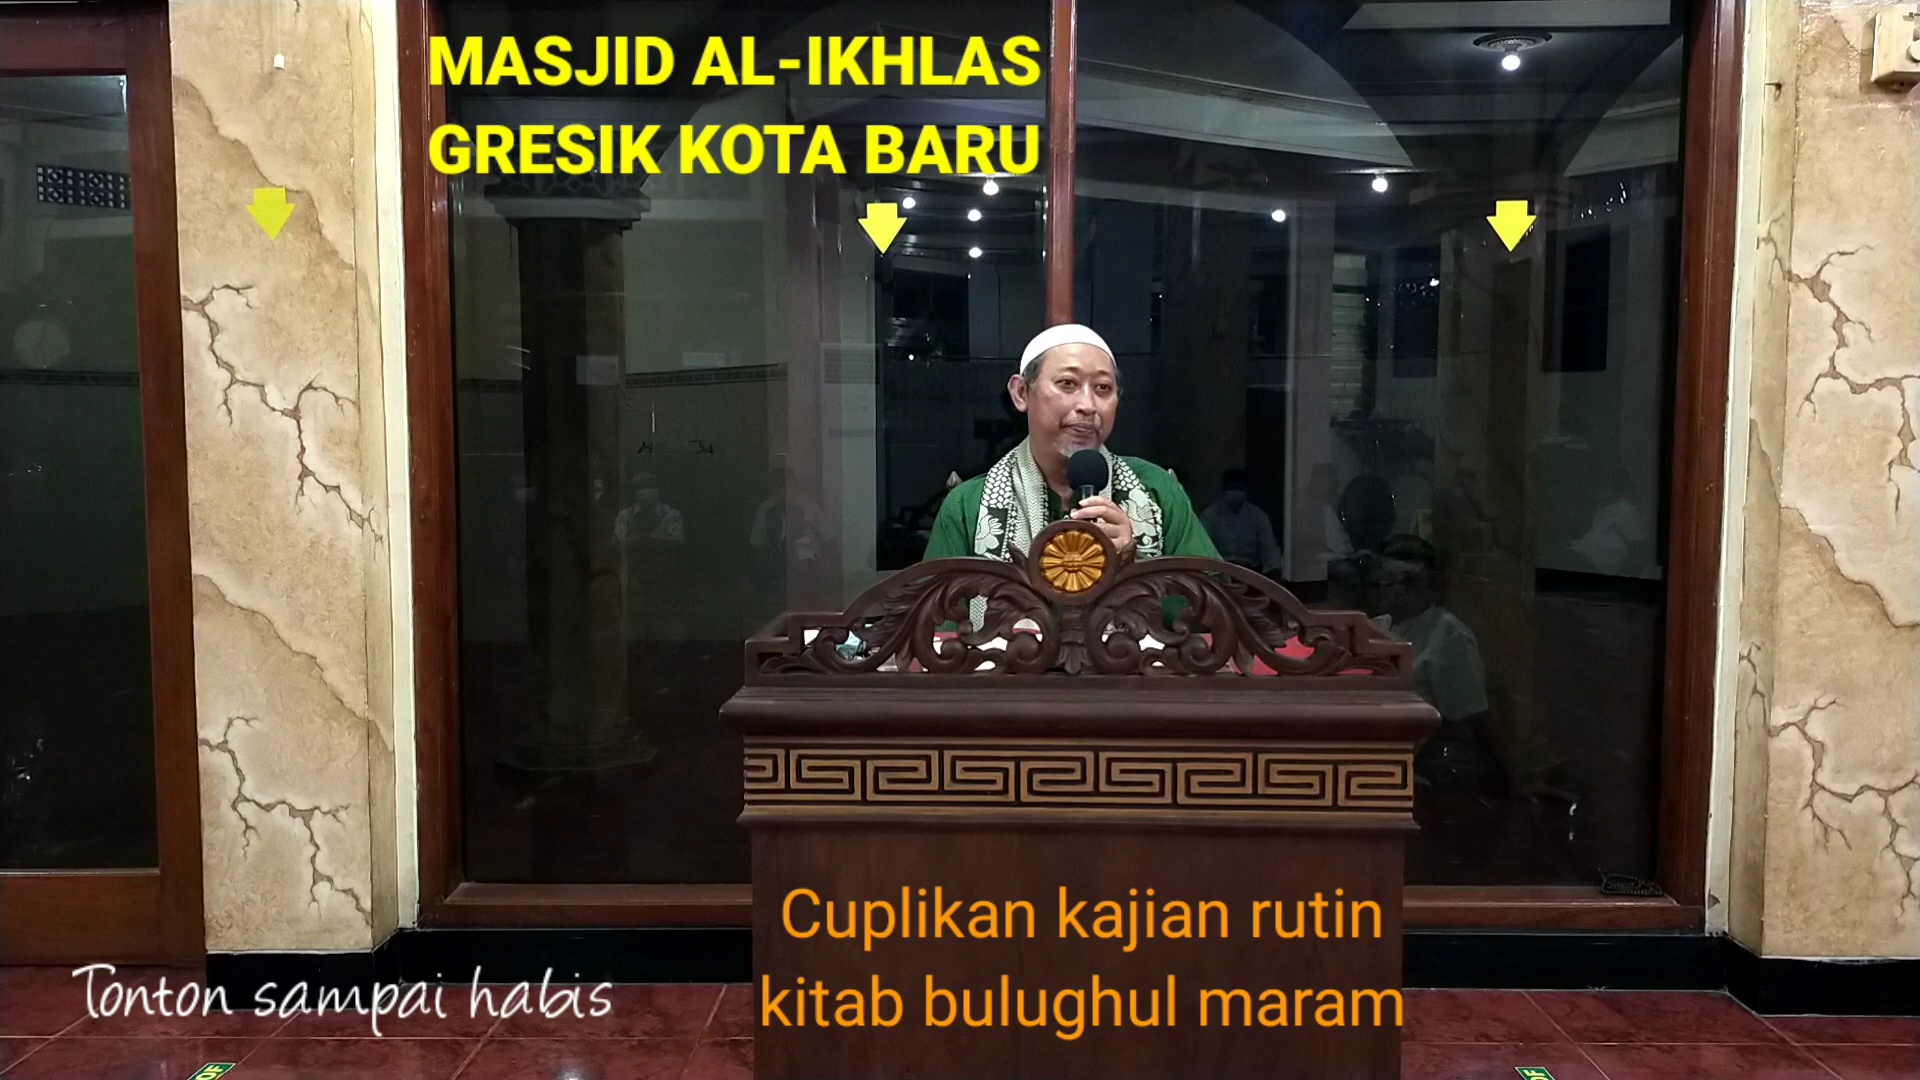 MASJID AL-IKHLAS
GRESIK KOTA BARU
Cuplikan kajian rutin
kitab bulughul maram
Tonton sampai habis